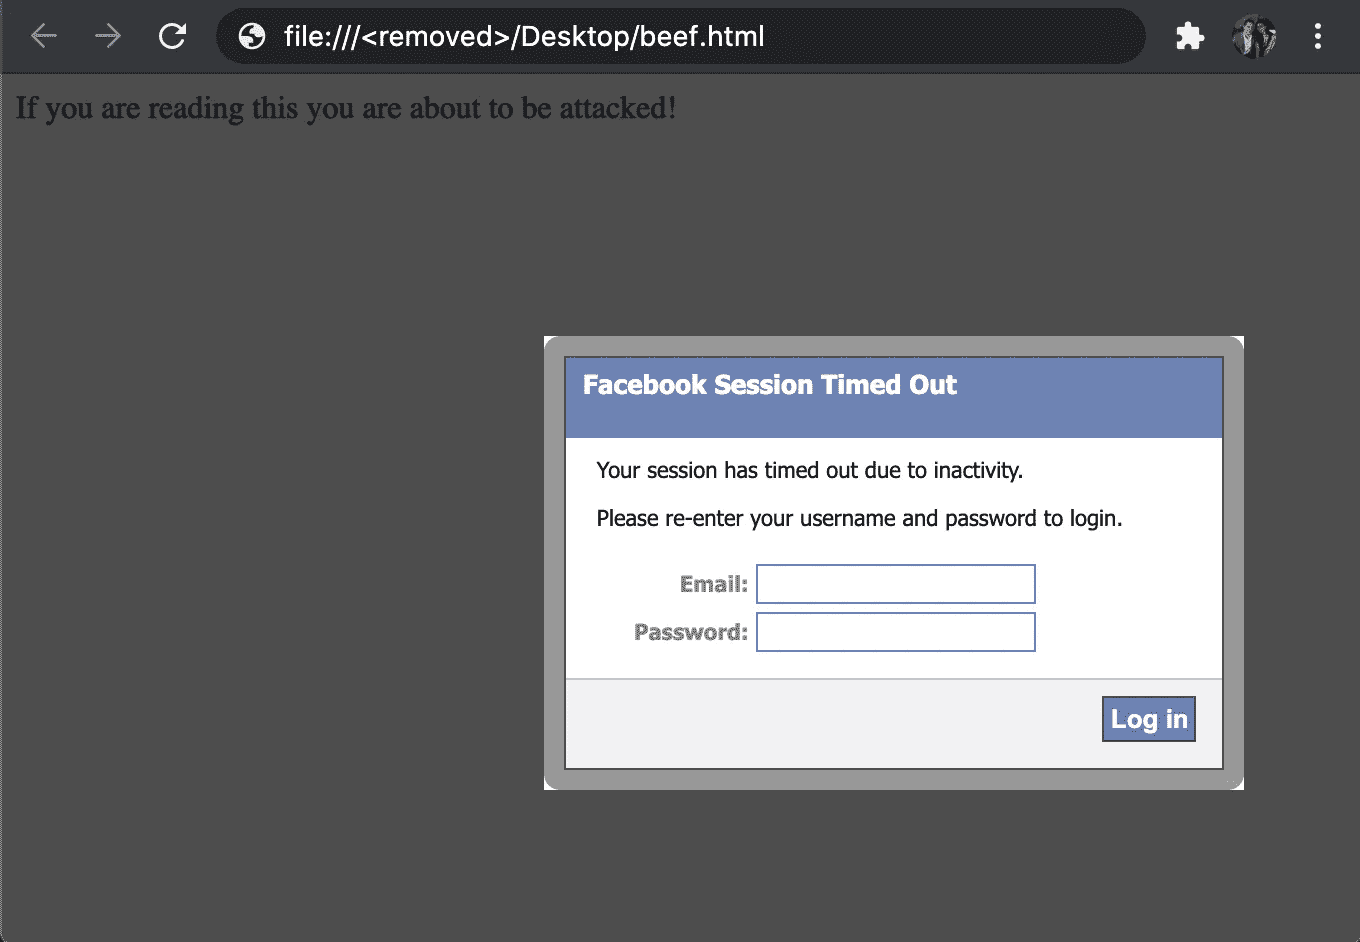 file:///<removed>/Desktop/beef.html
If you are reading this you are about to be attacked!
Facebook Session Timed Out
Your session has timed out due to inactivity.
Please re-enter your username and password to login.
Email:
Password:
Log in